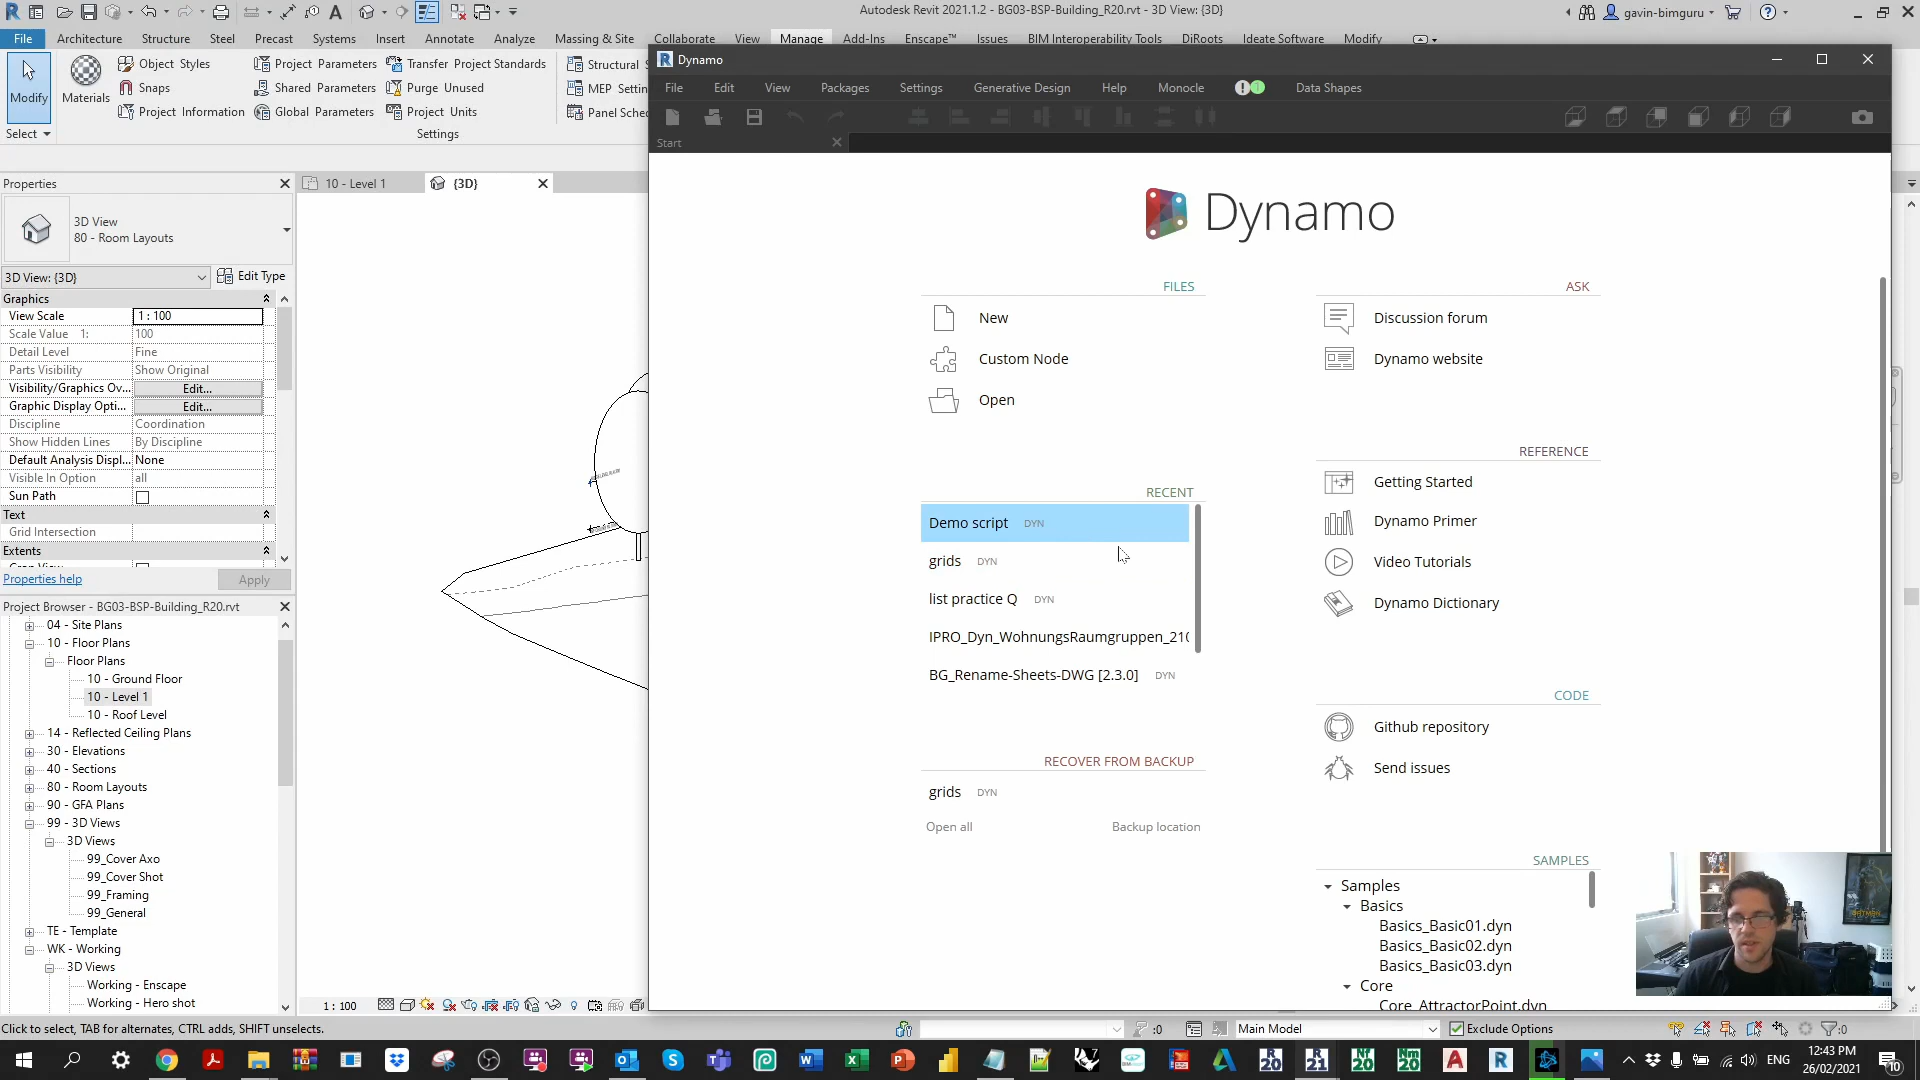 Autodesk Revit 2021.1.2 - BG03-BSP-Building_R20.rvt - 3D View: {3D}
gavin-bimguru
File Architecture Structure Steel Precast Systems Insert Annotate Analyze Massing & Site Collaborate View Manage Add-Ins Enscape™ Issues BIM Interoperability Tools DiRoots Ideate Software Modify
Modify
Select
Materials
Object Styles
Snaps
Project Information
Project Parameters
Shared Parameters
Global Parameters
Transfer Project Standards
Purge Unused
Project Units
Settings
Structural S
MEP Settin
Panel Sched
Dynamo
File Edit View Packages Settings Generative Design Help Monocle Data Shapes
Start
Properties
10 - Level 1
{3D}
3D View
80 - Room Layouts
3D View: {3D}
Edit Type
Graphics
View Scale 1 : 100
Scale Value 1: 100
Detail Level Fine
Parts Visibility Show Original
Visibility/Graphics Ov... Edit...
Graphic Display Opti... Edit...
Discipline Coordination
Show Hidden Lines By Discipline
Default Analysis Displ... None
Visible In Option all
Sun Path
Text
Grid Intersection
Extents
Properties help
Apply
Project Browser - BG03-BSP-Building_R20.rvt
04 - Site Plans
10 - Floor Plans
Floor Plans
10 - Ground Floor
10 - Level 1
10 - Roof Level
14 - Reflected Ceiling Plans
30 - Elevations
40 - Sections
80 - Room Layouts
90 - GFA Plans
99 - 3D Views
3D Views
99_Cover Axo
99_Cover Shot
99_Framing
99_General
TE - Template
WK - Working
3D Views
Working - Enscape
Working - Hero shot
Dynamo
FILES
New
Custom Node
Open
RECENT
Demo script DYN
grids DYN
list practice Q DYN
IPRO_Dyn_WohnungsRaumgruppen_210
BG_Rename-Sheets-DWG [2.3.0] DYN
RECOVER FROM BACKUP
grids DYN
Open all
Backup location
ASK
Discussion forum
Dynamo website
REFERENCE
Getting Started
Dynamo Primer
Video Tutorials
Dynamo Dictionary
CODE
Github repository
Send issues
SAMPLES
Samples
Basics
Basics_Basic01.dyn
Basics_Basic02.dyn
Basics_Basic03.dyn
Core
Core_AttractorPoint.dyn
1 : 100
Click to select, TAB for alternates, CTRL adds, SHIFT unselects.
:0
Main Model
Exclude Options
:0
ENG
12:43 PM
26/02/2021